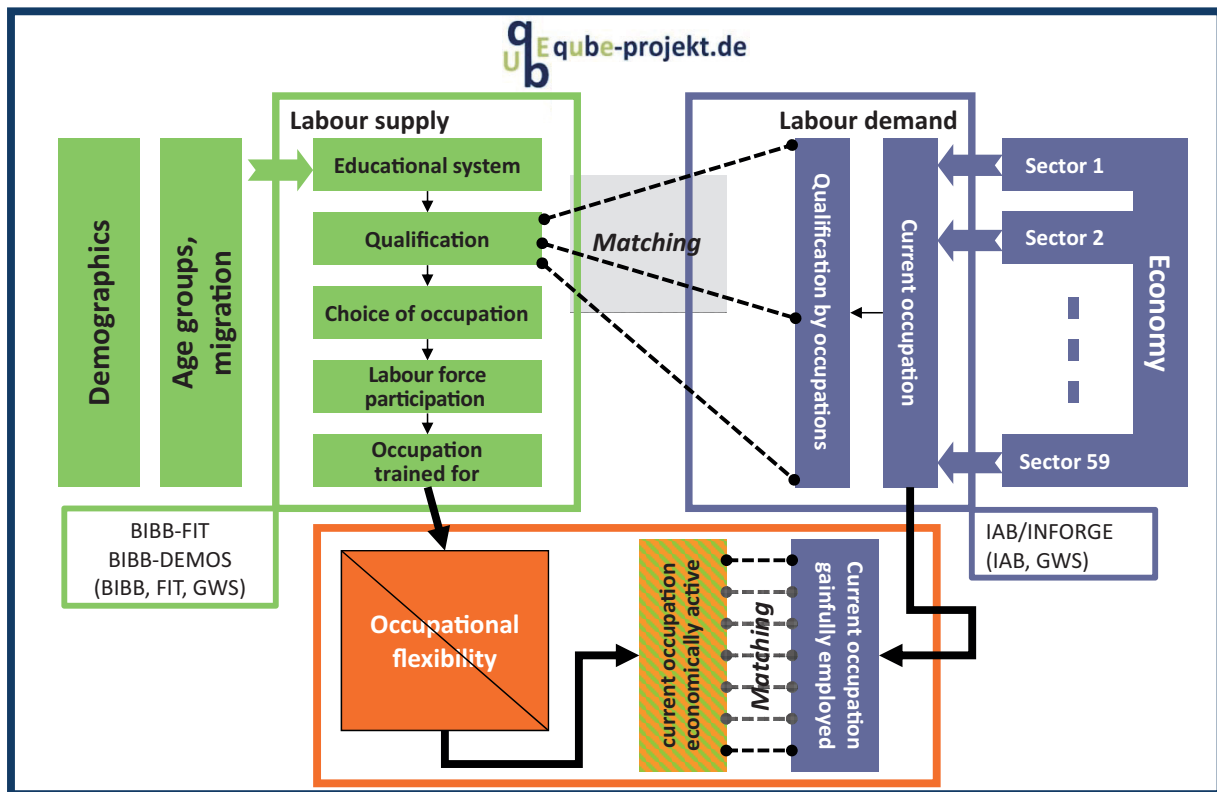 qube
qube-projekt.de
Labour supply
Labour demand
Demographics
Age groups,
migration
Educational system
Qualification
Choice of occupation
Labour force
participation
Occupation
trained for
Matching
Qualification by occupations
Current occupation
Sector 1
Sector 2
Sector 59
Economy
BIBB-FIT
BIBB-DEMOS
(BIBB, FIT, GWS)
IAB/INFORGE
(IAB, GWS)
Occupational
flexibility
current occupation
economically active
Matching
Current occupation
gainfully employed